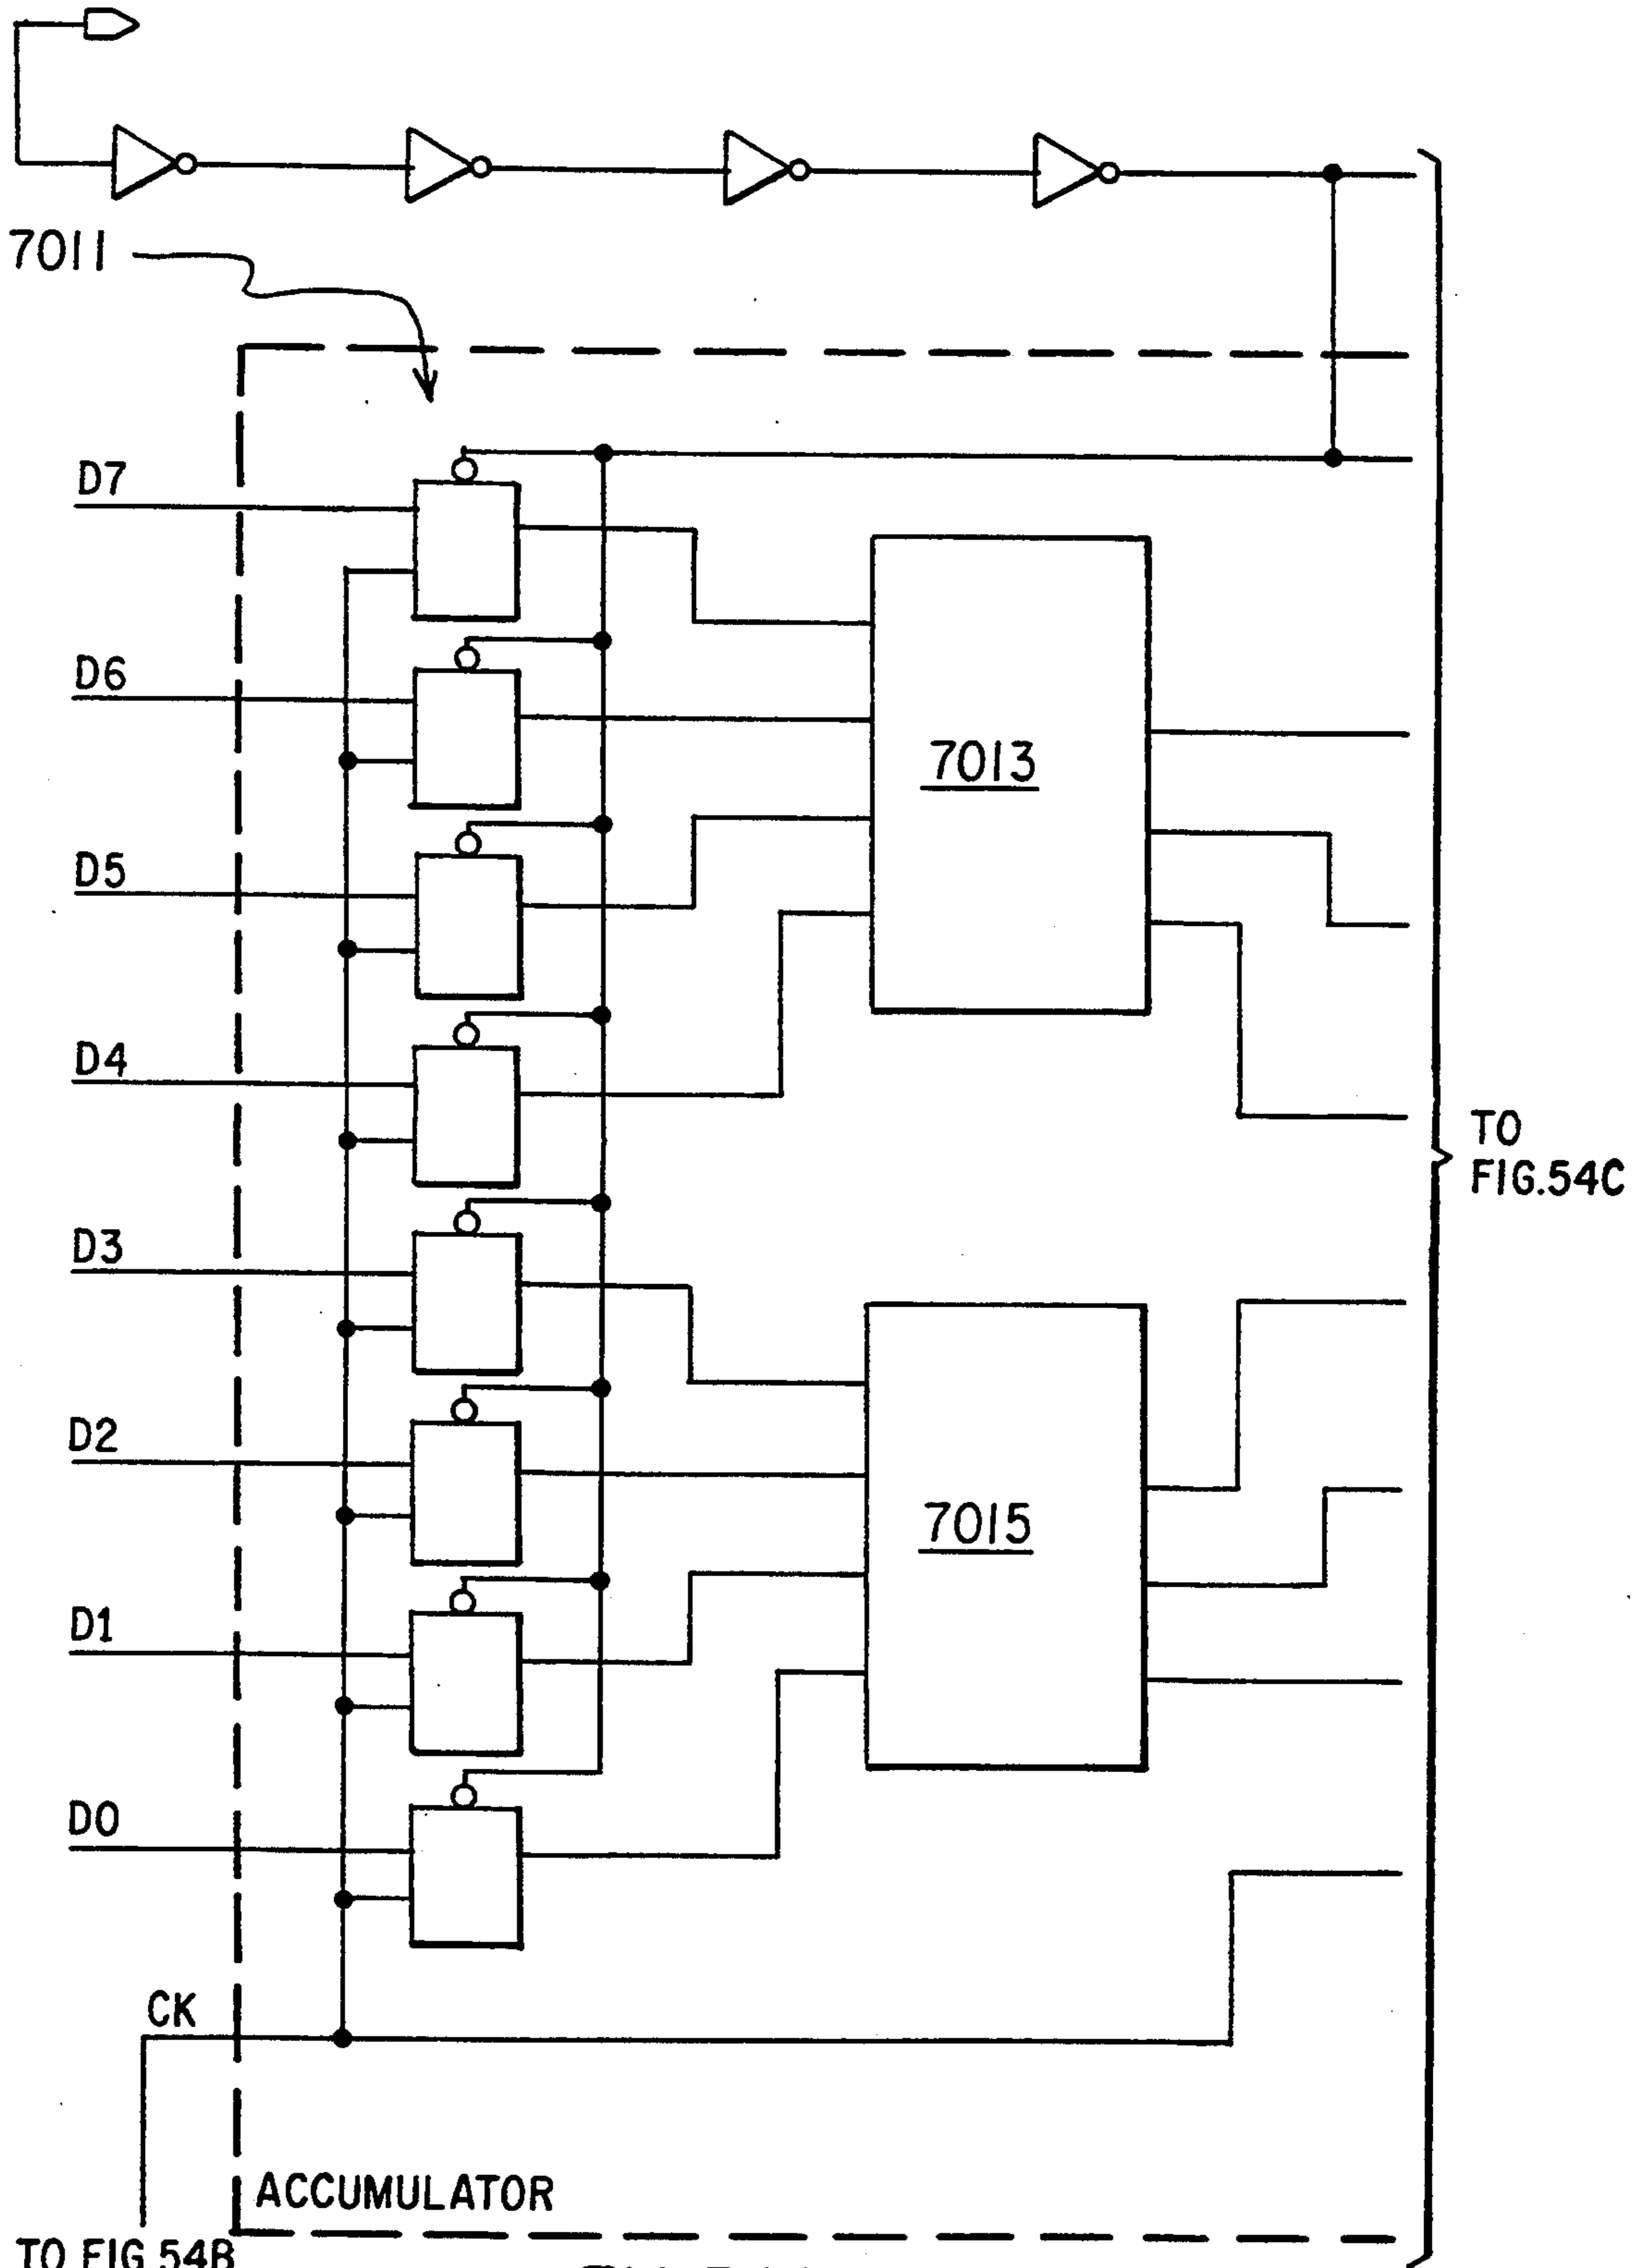 7011
D7
D6
7013
D5
D4
TO
FIG.54C
D3
D2
7015
D1
D0
CK
ACCUMULATOR
TO FIG.54B